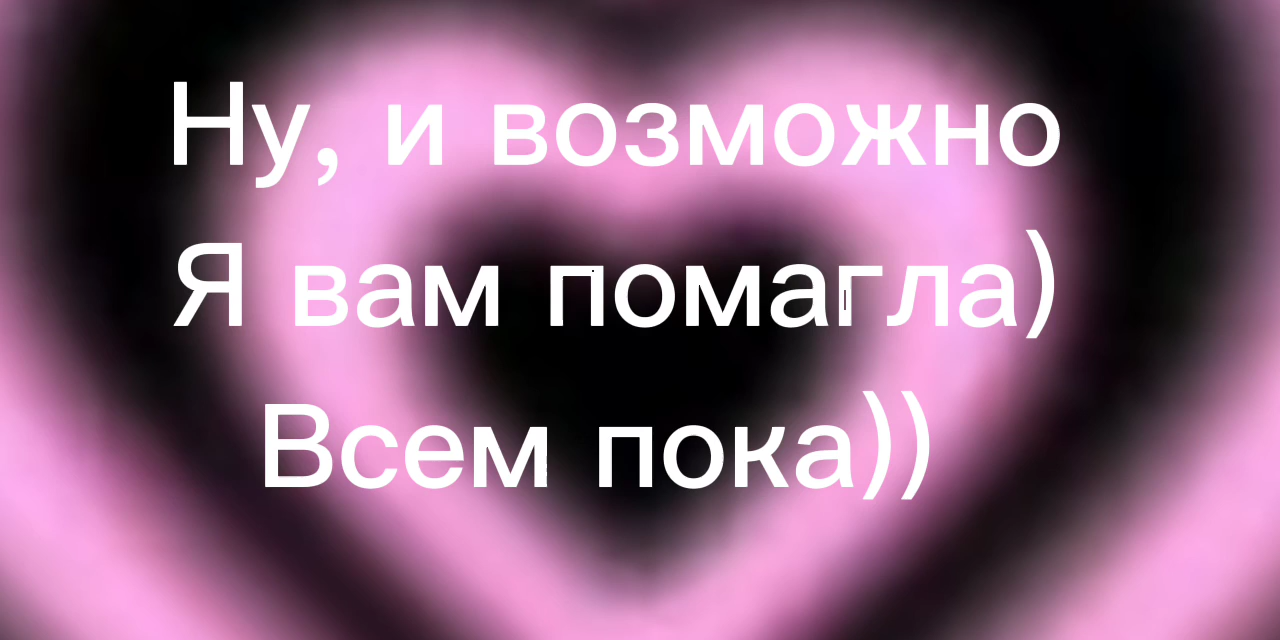 Ну, и возможно
Я вам помагла)
Всем пока))